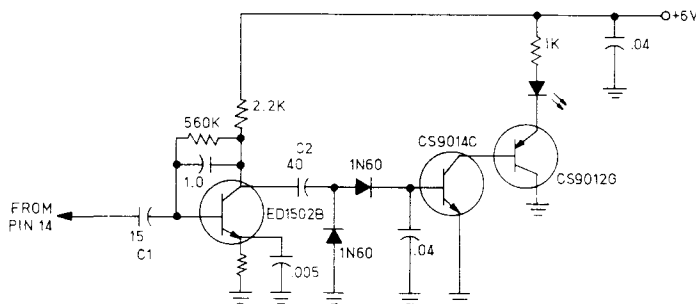 +6V
1K
.04
2.2K
560K
CS9014C
C2
40
1N60
1.0
CS9012G
FROM
PIN 14
ED1502B
15
C1
1N60
.04
.005